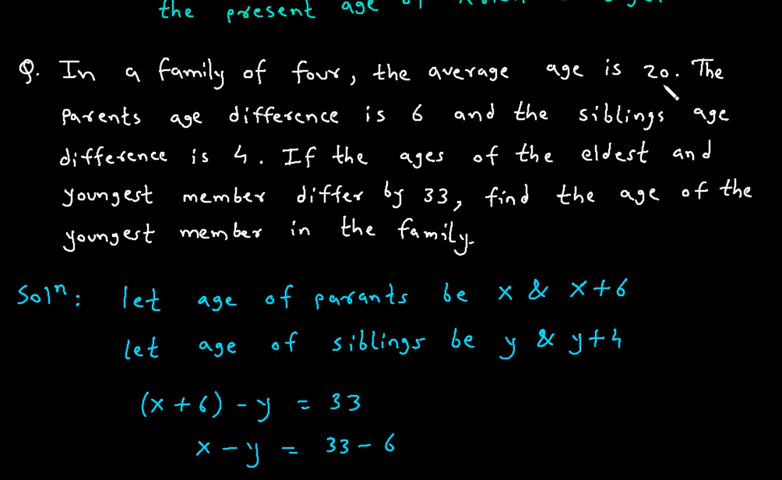 the present age of
Q. In a family of four, the average age is 20. The
Parents age difference is 6 and the siblings age
difference is 4. If the ages of the eldest and
youngest member differ by 33, find the age of the
youngest member in the family.
Solⁿ: let age of parants be x & x+6
let age of siblings be y & y+4
(x+6) - y = 33
x - y = 33 - 6